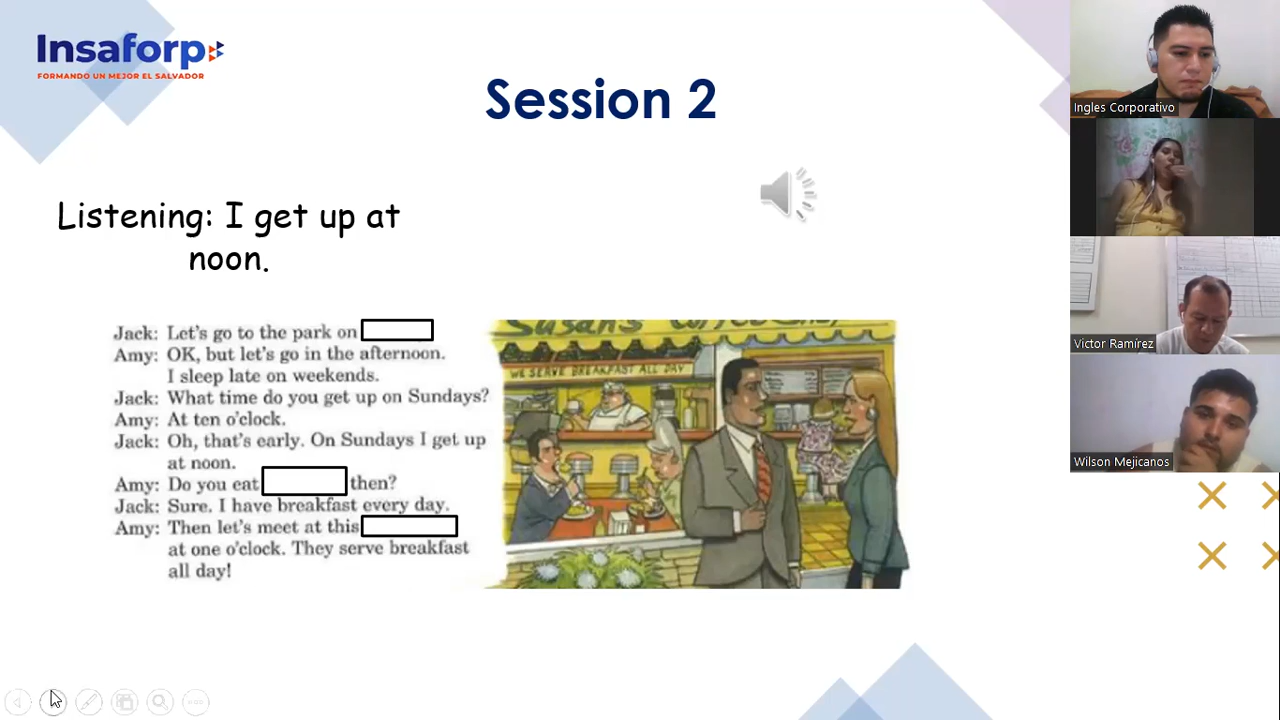 Insaforp
FORMANDO UN MEJOR EL SALVADOR
Session 2
Listening: I get up at
noon.
Jack: Let's go to the park on
Amy: OK, but let's go in the afternoon.
I sleep late on weekends.
Jack: What time do you get up on Sundays?
Amy: At ten o'clock.
Jack: Oh, that's early. On Sundays I get up
at noon.
Amy: Do you eat then?
Jack: Sure. I have breakfast every day.
Amy: Then let's meet at this
at one o'clock. They serve breakfast
all day!
Susan's Coffee Shop
WE SERVE BREAKFAST ALL DAY
Ingles Corporativo
Victor Ramírez
Wilson Mejicanos